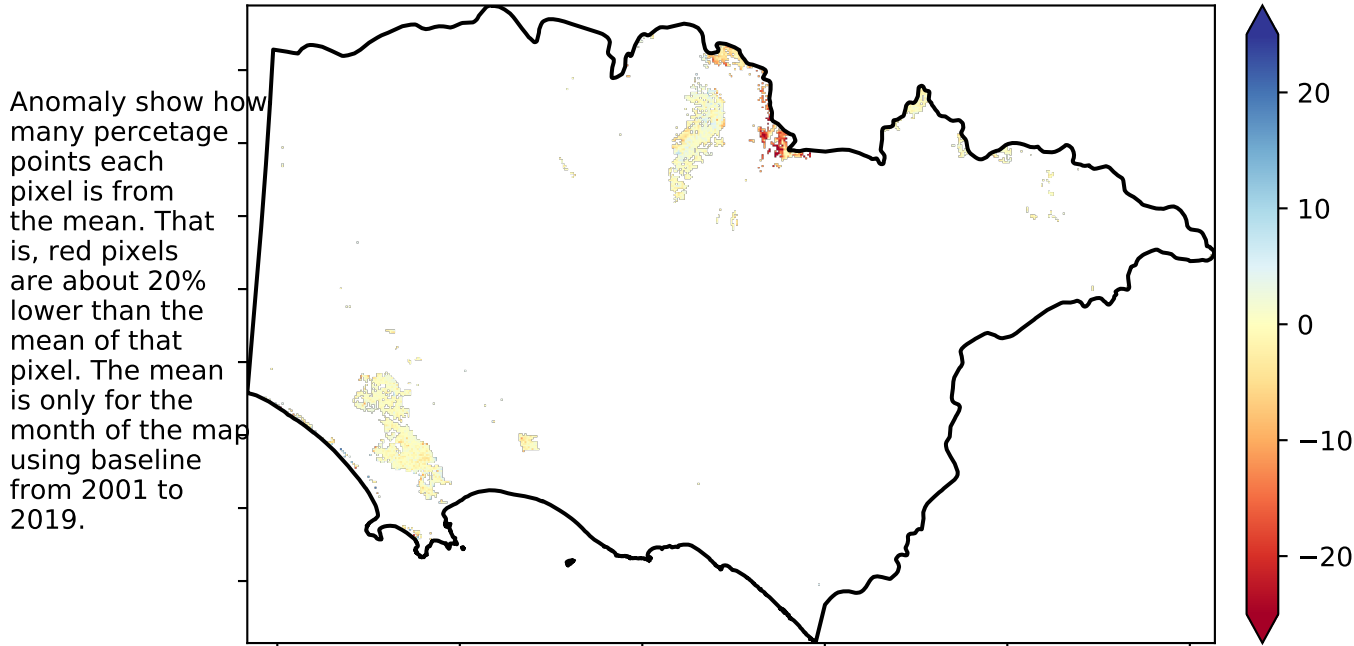 Anomaly show how
many percetage
points each
pixel is from
the mean. That
is, red pixels
are about 20%
lower than the
mean of that
pixel. The mean
is only for the
month of the map
using baseline
from 2001 to
2019.
20
10
0
−10
−20